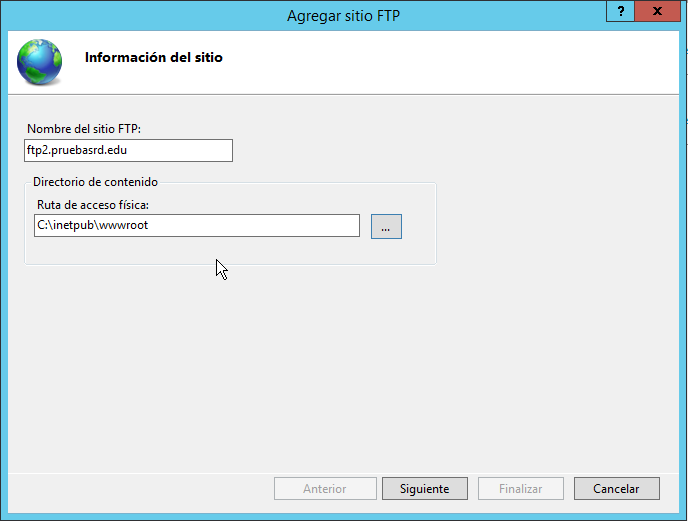 Agregar sitio FTP
?
x
Información del sitio
Nombre del sitio FTP:
ftp2.pruebasrd.edu
Directorio de contenido
Ruta de acceso física:
C:\inetpub\wwwroot
...
Anterior
Siguiente
Finalizar
Cancelar